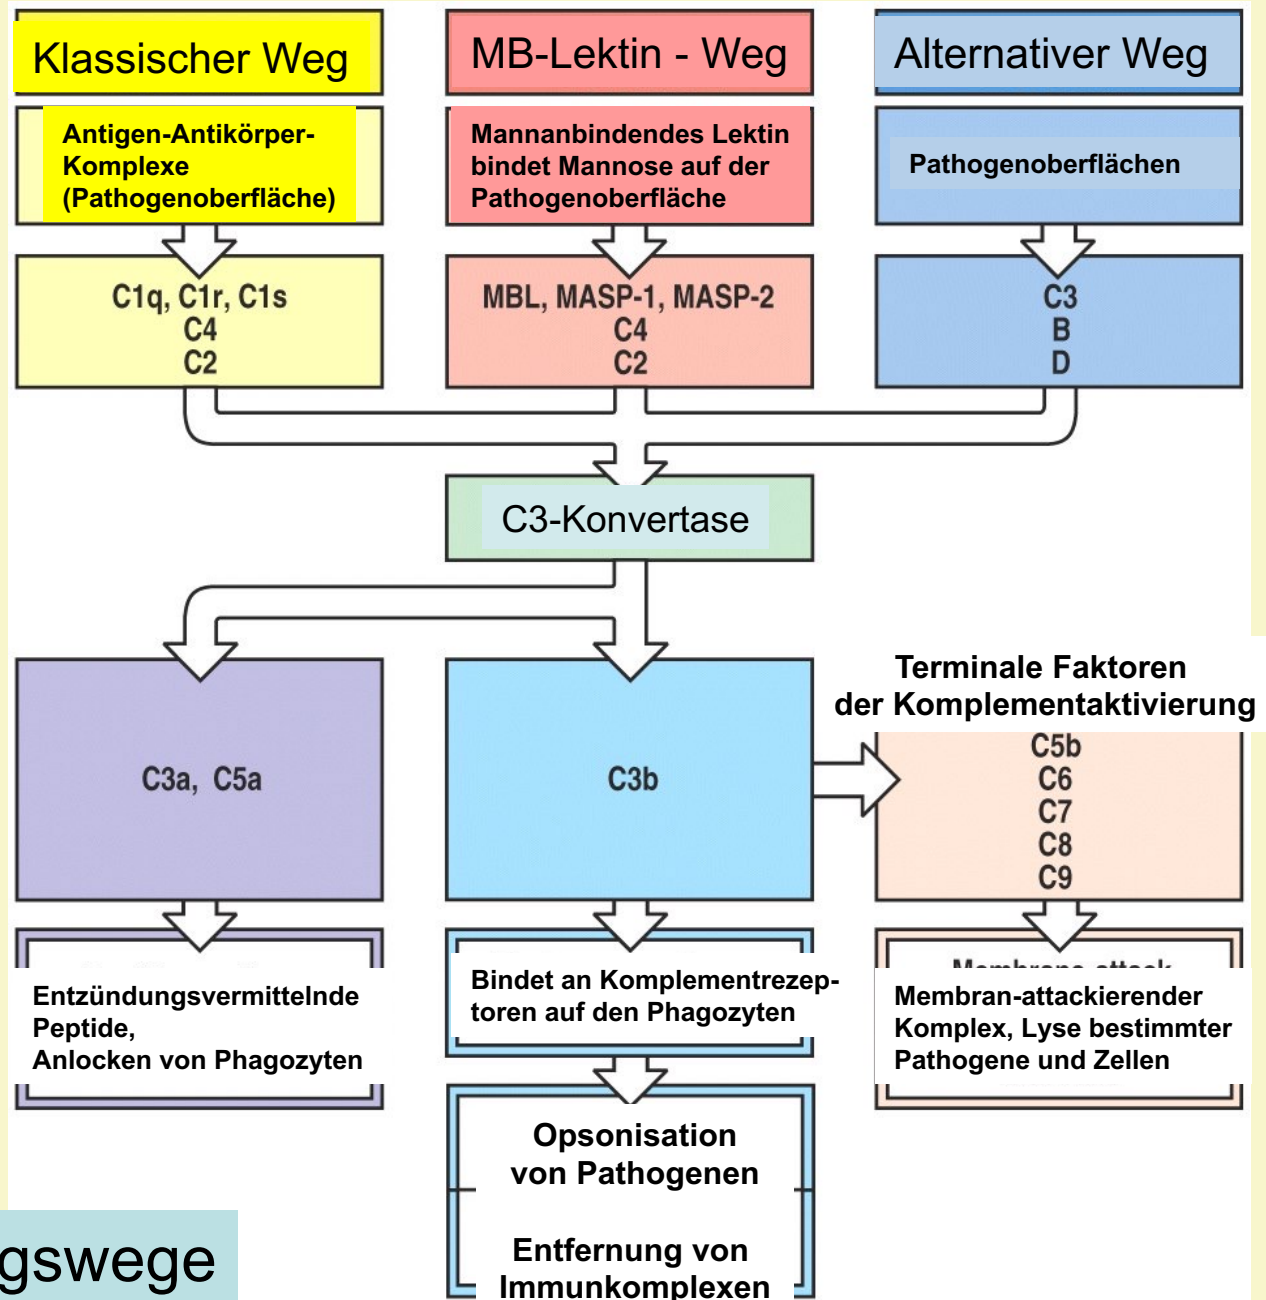 Klassischer Weg
MB-Lektin - Weg
Alternativer Weg
Antigen-Antikörper-
Komplexe
(Pathogenoberfläche)
Mannanbindendes Lektin
bindet Mannose auf der
Pathogenoberfläche
Pathogenoberflächen
C1q, C1r, C1s
C4
C2
MBL, MASP-1, MASP-2
C4
C2
C3
B
D
C3-Konvertase
C3a, C5a
C3b
Terminale Faktoren
der Komplementaktivierung
C5b
C6
C7
C8
C9
Entzündungsvermittelnde
Peptide,
Anlocken von Phagozyten
Bindet an Komplementrezep-
toren auf den Phagozyten
Membran-attackierender
Komplex, Lyse bestimmter
Pathogene und Zellen
Opsonisation
von Pathogenen
Entfernung von
Immunkomplexen
gswege